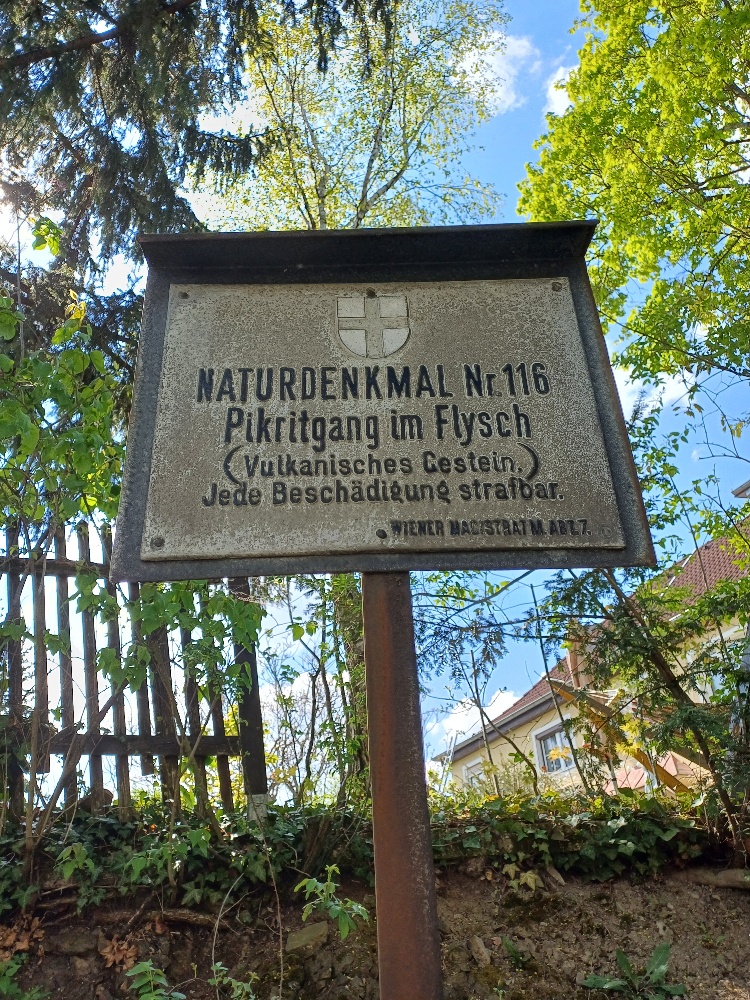 NATURDENKMAL Nr. 116
Pikritgang im Flysch
(Vulkanisches Gestein.)
Jede Beschädigung strafbar.
WIENER MAGISTRAT M. ABT. 7.